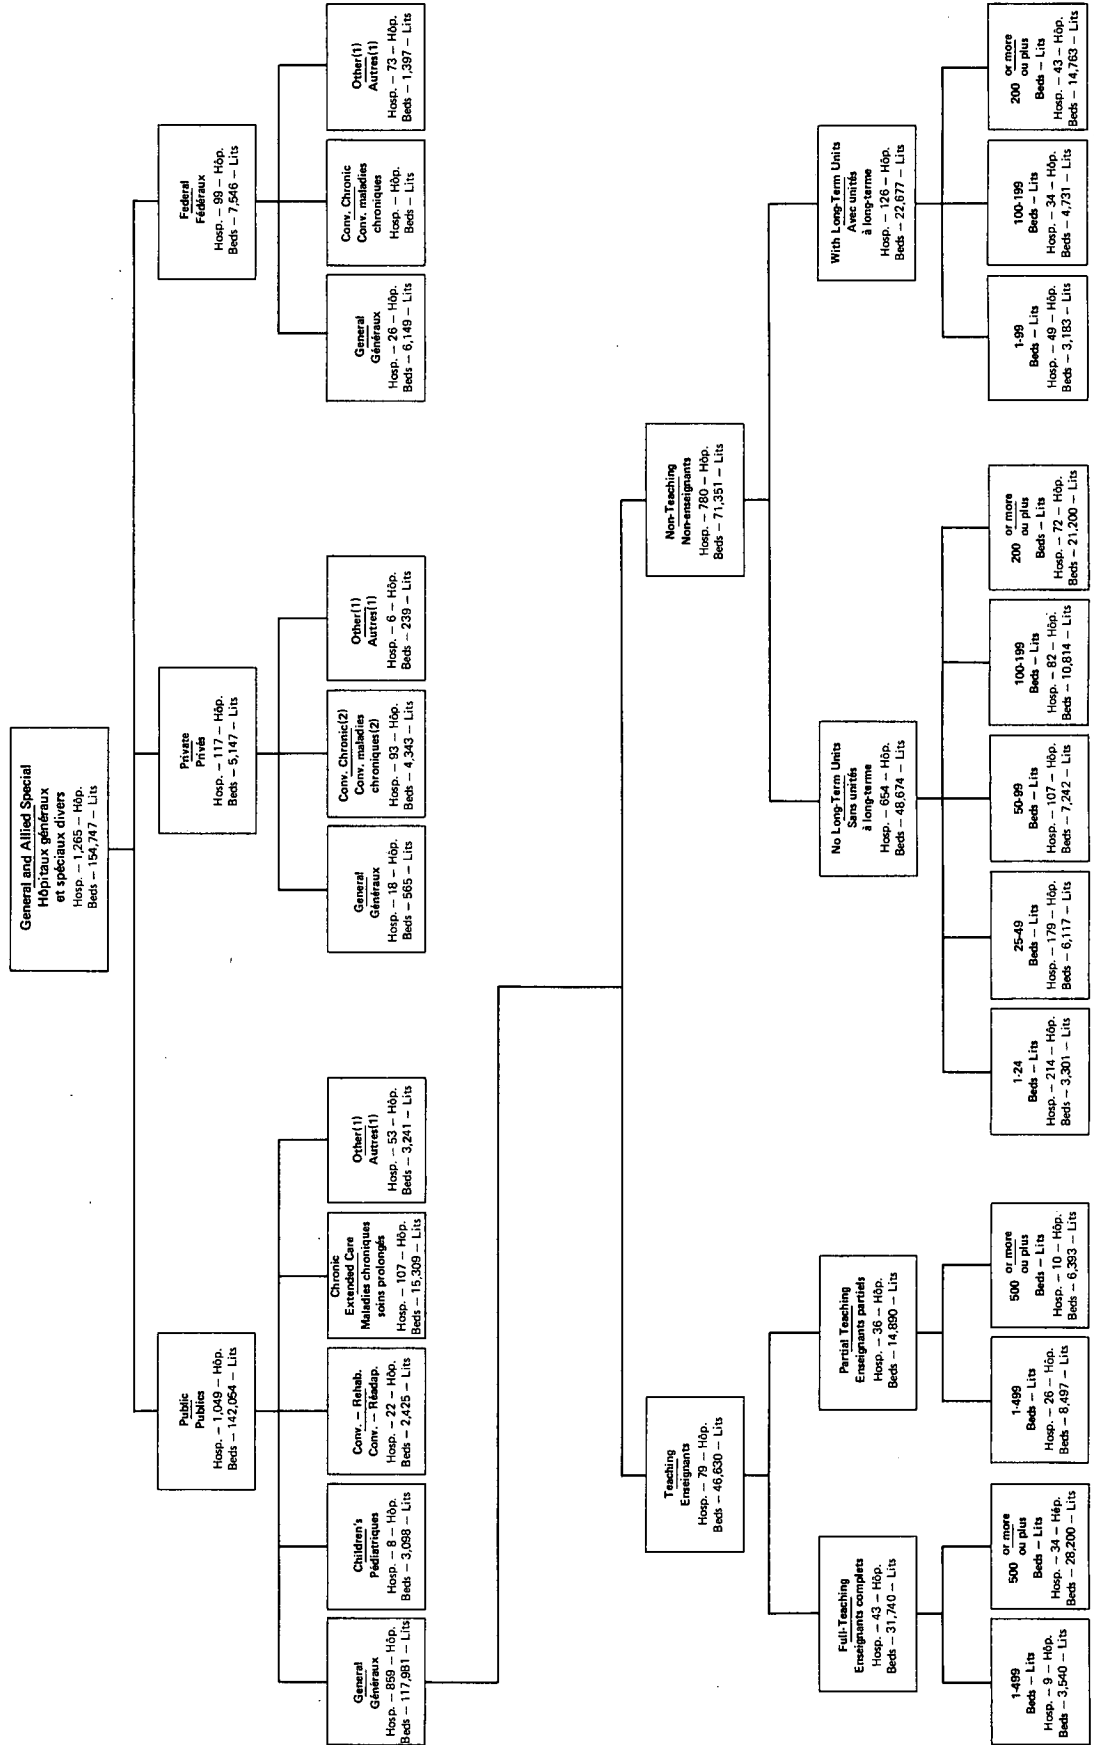 General and Allied Special
Hôpitaux généraux
et spéciaux divers
Hosp. – 1,265 – Hôp.
Beds – 154,747 – Lits
Public
Publics
Hosp. – 1,049 – Hôp.
Beds – 142,054 – Lits
Private
Privés
Hosp. – 117 – Hôp.
Beds – 5,147 – Lits
Federal
Fédéraux
Hosp. – 99 – Hôp.
Beds – 7,546 – Lits
General
Généraux
Hosp. – 859 – Hôp.
Beds – 117,981 – Lits
Children's
Pédiatriques
Hosp. – 8 – Hôp.
Beds – 3,098 – Lits
Conv. – Rehab.
Conv. – Réadap.
Hosp. – 22 – Hôp.
Beds – 2,425 – Lits
Chronic
Extended Care
Maladies chroniques
soins prolongés
Hosp. – 107 – Hôp.
Beds – 15,309 – Lits
Other(1)
Autres(1)
Hosp. – 53 – Hôp.
Beds – 3,241 – Lits
General
Généraux
Hosp. – 18 – Hôp.
Beds – 565 – Lits
Conv. Chronic(2)
Conv. maladies
chroniques(2)
Hosp. – 93 – Hôp.
Beds – 4,343 – Lits
Other(1)
Autres(1)
Hosp. – 6 – Hôp.
Beds – 239 – Lits
General
Généraux
Hosp. – 26 – Hôp.
Beds – 6,149 – Lits
Conv. Chronic
Conv. maladies
chroniques
Hosp. – Hôp.
Beds – Lits
Other(1)
Autres(1)
Hosp. – 73 – Hôp.
Beds – 1,397 – Lits
Teaching
Enseignants
Hosp. – 79 – Hôp.
Beds – 46,630 – Lits
Non-Teaching
Non-enseignants
Hosp. – 780 – Hôp.
Beds – 71,351 – Lits
Full-Teaching
Enseignants complets
Hosp. – 43 – Hôp.
Beds – 31,740 – Lits
Partial Teaching
Enseignants partiels
Hosp. – 36 – Hôp.
Beds – 14,890 – Lits
No Long-Term Units
Sans unités
à long-terme
Hosp. – 654 – Hôp.
Beds – 48,674 – Lits
With Long-Term Units
Avec unités
à long-terme
Hosp. – 126 – Hôp.
Beds – 22,677 – Lits
1-499
Beds – Lits
Hosp. – 9 – Hôp.
Beds – 3,540 – Lits
500 or more
ou plus
Beds – Lits
Hosp. – 34 – Hép.
Beds – 28,200 – Lits
1-499
Beds – Lits
Hosp. – 26 – Hôp.
Beds – 8,497 – Lits
500 or more
ou plus
Beds – Lits
Hosp. – 10 – Hôp.
Beds – 6,393 – Lits
1-24
Beds – Lits
Hosp. – 214 – Hôp.
Beds – 3,301 – Lits
25-49
Beds – Lits
Hosp. – 179 – Hôp.
Beds – 6,117 – Lits
50-99
Beds – Lits
Hosp. – 107 – Hôp.
Beds – 7,242 – Lits
100-199
Beds – Lits
Hosp. – 82 – Hôp.
Beds – 10,814 – Lits
200 or more
ou plus
Beds – Lits
Hosp. – 72 – Hôp.
Beds – 21,200 – Lits
1-99
Beds – Lits
Hosp. – 49 – Hôp.
Beds – 3,183 – Lits
100-199
Beds – Lits
Hosp. – 34 – Hôp.
Beds – 4,731 – Lits
200 or more
ou plus
Beds – Lits
Hosp. – 43 – Hôp.
Beds – 14,763 – Lits